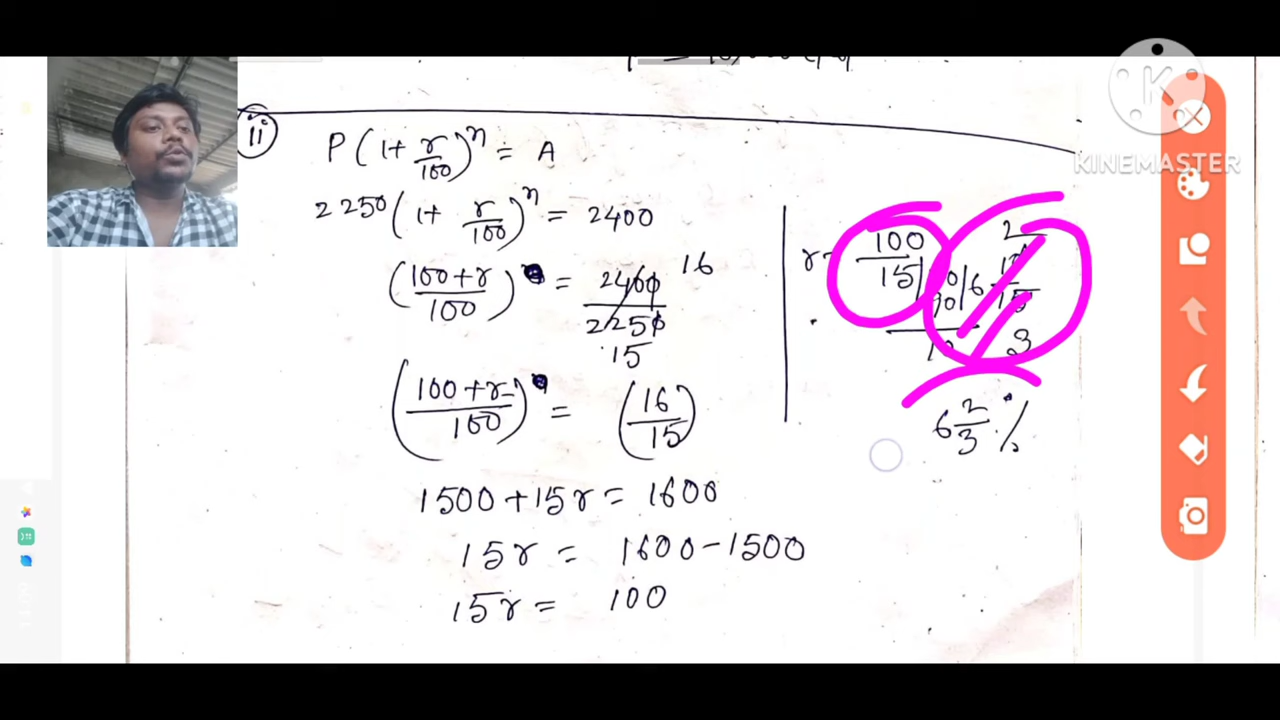 KINEMASTER
11
P(1+ r/100)^n = A
2250(1+ r/100)^n = 2400
(100+r/100) = 2400/2250 16
15
(100+r/100) = (16/15)
1500+15r = 1600
15r = 1600-1500
15r = 100
r = 100/15
3
6 2/3 %